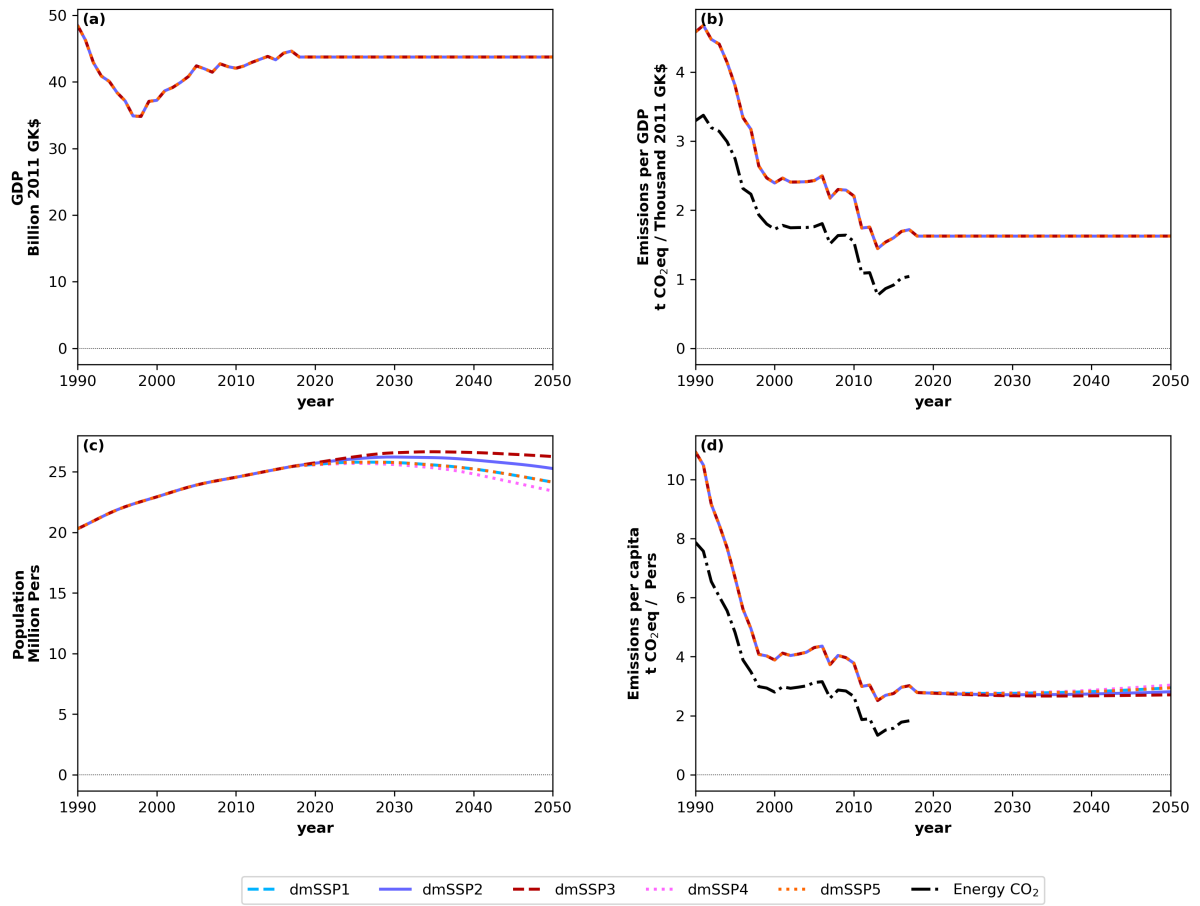 (a)
50
40
30
20
10
0
GDP
Billion 2011 GK$
1990 2000 2010 2020 2030 2040 2050
year
(b)
4
3
2
1
0
Emissions per GDP
t CO₂eq / Thousand 2011 GK$
1990 2000 2010 2020 2030 2040 2050
year
(c)
25
20
15
10
5
0
Population
Million Pers
1990 2000 2010 2020 2030 2040 2050
year
(d)
10
8
6
4
2
0
Emissions per capita
t CO₂eq / Pers
1990 2000 2010 2020 2030 2040 2050
year
dmSSP1 dmSSP2 dmSSP3 dmSSP4 dmSSP5 Energy CO₂